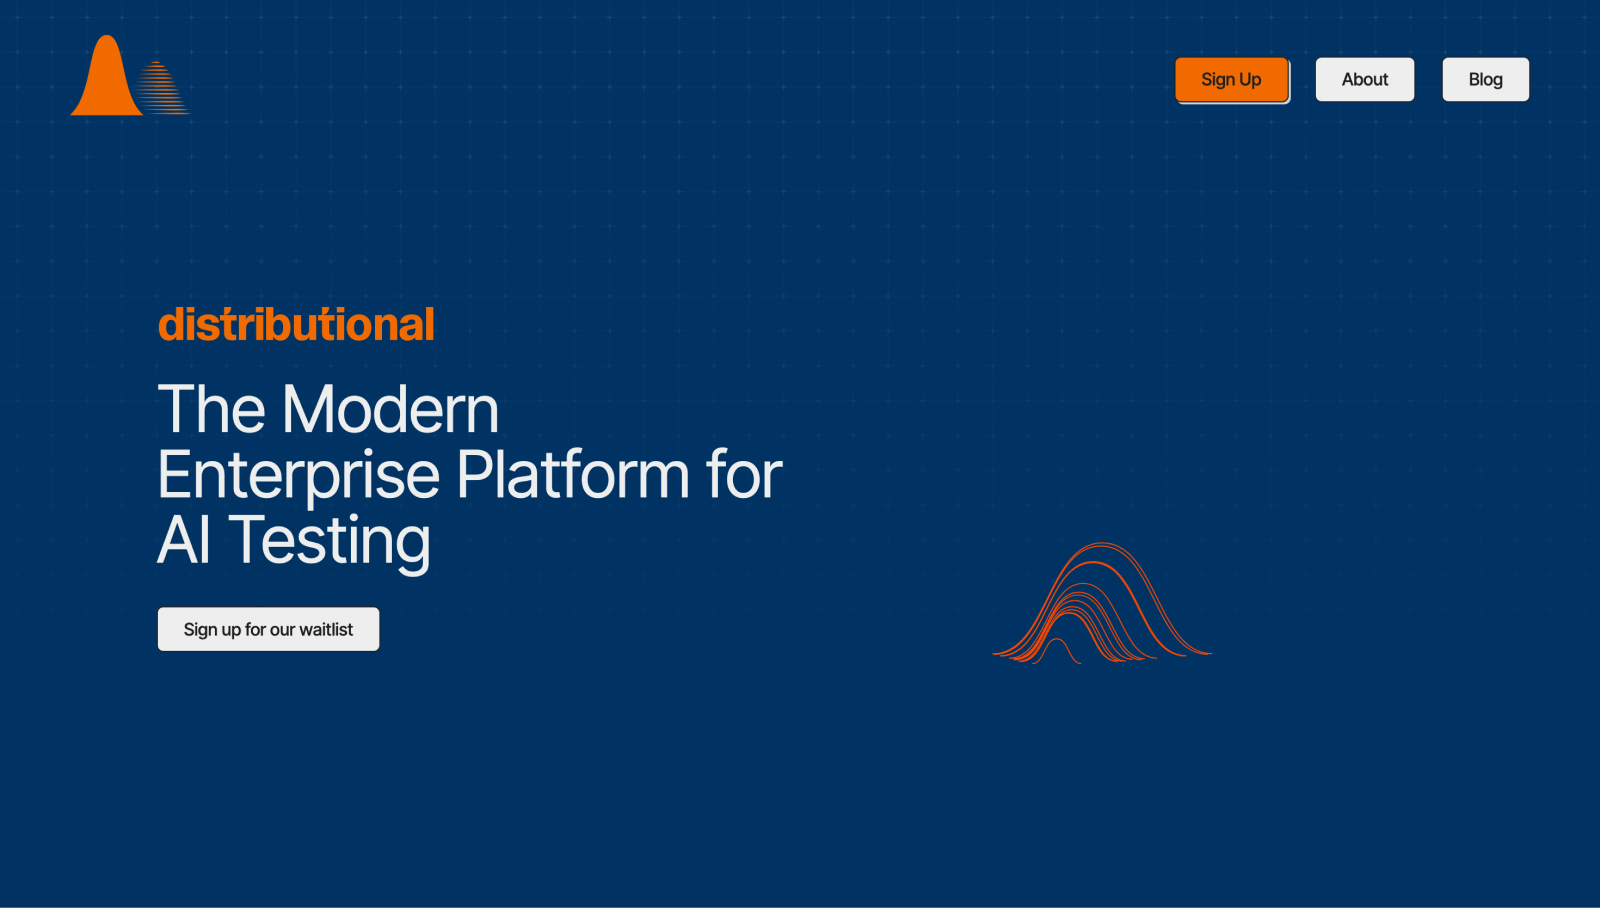 Sign Up
About
Blog
distributional
The Modern
Enterprise Platform for
AI Testing
Sign up for our waitlist